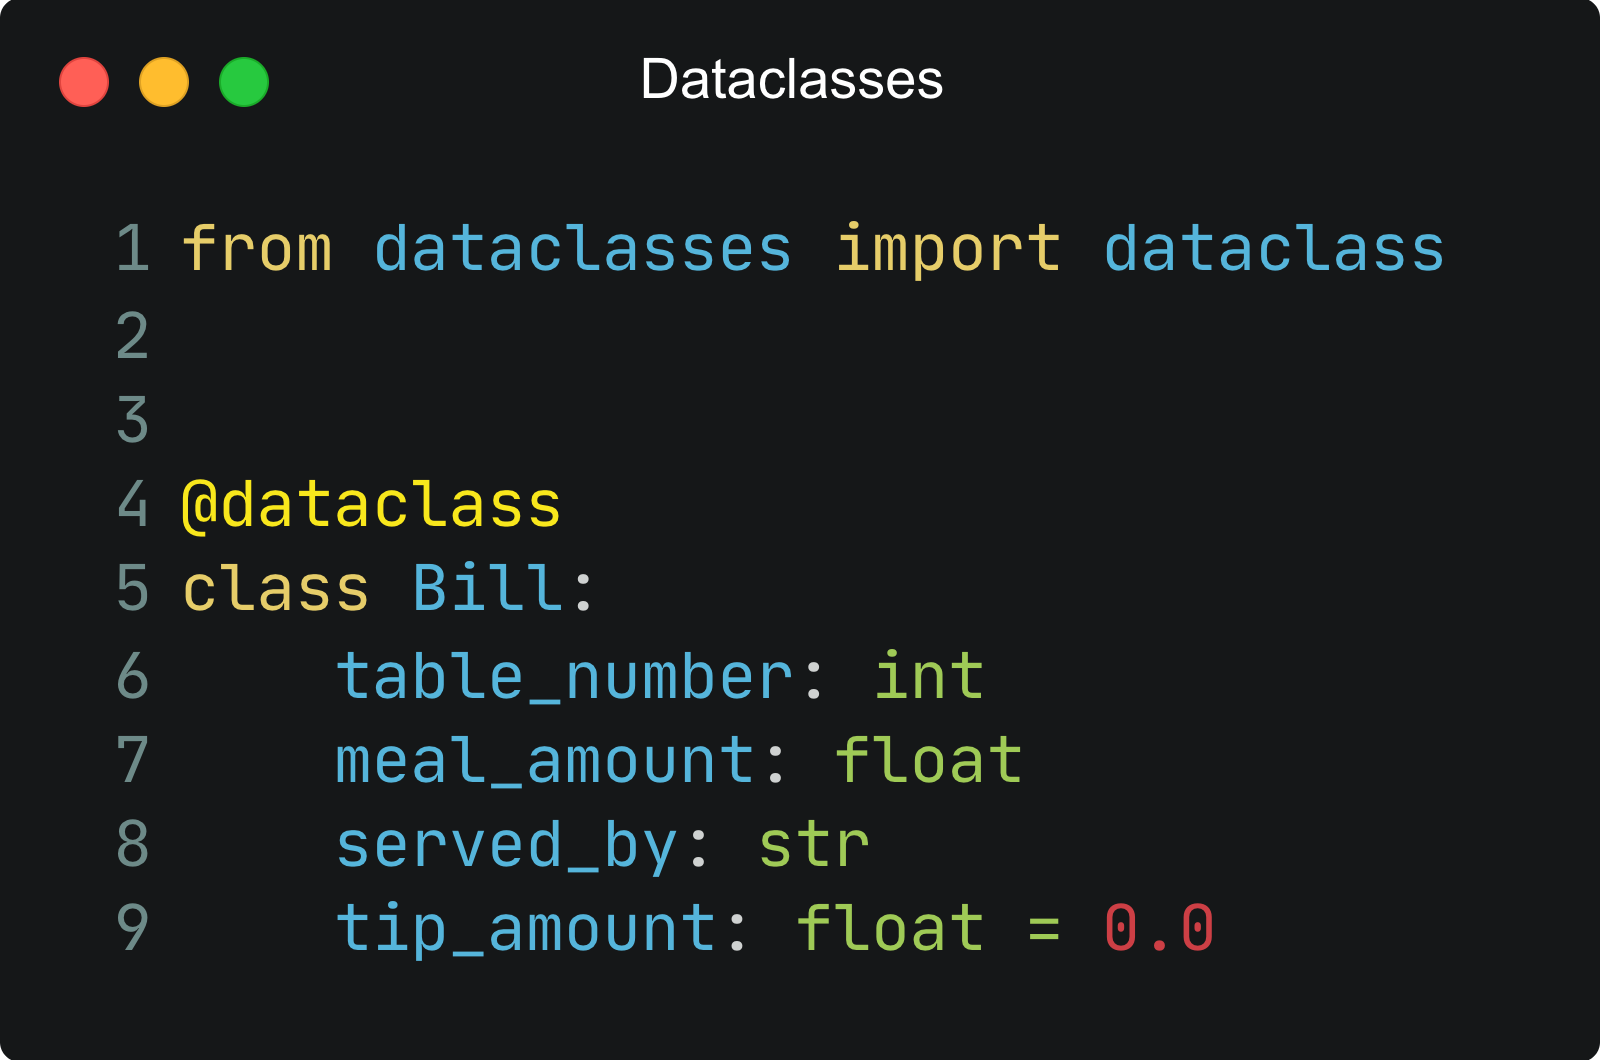 Dataclasses
1 from dataclasses import dataclass
2
3
4 @dataclass
5 class Bill:
6     table_number: int
7     meal_amount: float
8     served_by: str
9     tip_amount: float = 0.0